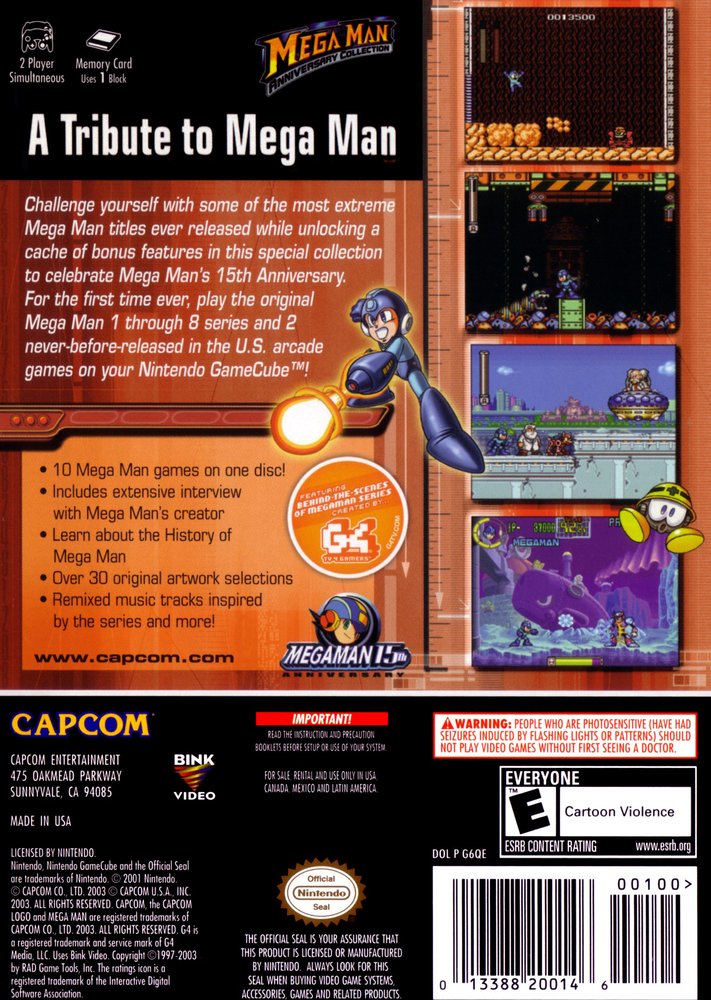 2 Player
Simultaneous
Memory Card
Uses 1 Block
MEGA MAN
ANNIVERSARY COLLECTION
A Tribute to Mega Man
Challenge yourself with some of the most extreme
Mega Man titles ever released while unlocking a
cache of bonus features in this special collection
to celebrate Mega Man's 15th Anniversary.
For the first time ever, play the original
Mega Man 1 through 8 series and 2
never-before-released in the U.S. arcade
games on your Nintendo GameCube™!
• 10 Mega Man games on one disc!
• Includes extensive interview
with Mega Man's creator
• Learn about the History of
Mega Man
• Over 30 original artwork selections
• Remixed music tracks inspired
by the series and more!
www.capcom.com
FEATURING
BEHIND-THE-SCENES
OF MEGAMAN SERIES
CREATED BY...
G4
TV 4 GAMERS
G4TV.COM
MEGAMAN 15th
ANNIVERSARY
0013500
1P- 37000
MEGAMAN
PR
CAPCOM
CAPCOM ENTERTAINMENT
475 OAKMEAD PARKWAY
SUNNYVALE, CA 94085
MADE IN USA
BINK
VIDEO
IMPORTANT!
READ THE INSTRUCTION AND PRECAUTION
BOOKLETS BEFORE SETUP OR USE OF YOUR SYSTEM.
FOR SALE, RENTAL AND USE ONLY IN USA,
CANADA, MEXICO AND LATIN AMERICA.
WARNING: PEOPLE WHO ARE PHOTOSENSITIVE (HAVE HAD
SEIZURES INDUCED BY FLASHING LIGHTS OR PATTERNS) SHOULD
NOT PLAY VIDEO GAMES WITHOUT FIRST SEEING A DOCTOR.
EVERYONE
E™
Cartoon Violence
ESRB CONTENT RATING www.esrb.org
DOL P G6QE
LICENSED BY NINTENDO.
Nintendo, Nintendo GameCube and the Official Seal
are trademarks of Nintendo. © 2001 Nintendo.
© CAPCOM CO., LTD. 2003 © CAPCOM U.S.A., INC.
2003. ALL RIGHTS RESERVED. CAPCOM, the CAPCOM
LOGO and MEGA MAN are registered trademarks of
CAPCOM CO., LTD. 2003. ALL RIGHTS RESERVED. G4 is
a registered trademark and service mark of G4
Media, LLC. Uses Bink Video. Copyright ©1997-2003
by RAD Game Tools, Inc. The ratings icon is a
registered trademark of the Interactive Digital
Software Association.
Official
Nintendo
Seal
THE OFFICIAL SEAL IS YOUR ASSURANCE THAT
THIS PRODUCT IS LICENSED OR MANUFACTURED
BY NINTENDO. ALWAYS LOOK FOR THIS
SEAL WHEN BUYING VIDEO GAME SYSTEMS,
ACCESSORIES, GAMES AND RELATED PRODUCTS.
00100>
0 13388 20014 6